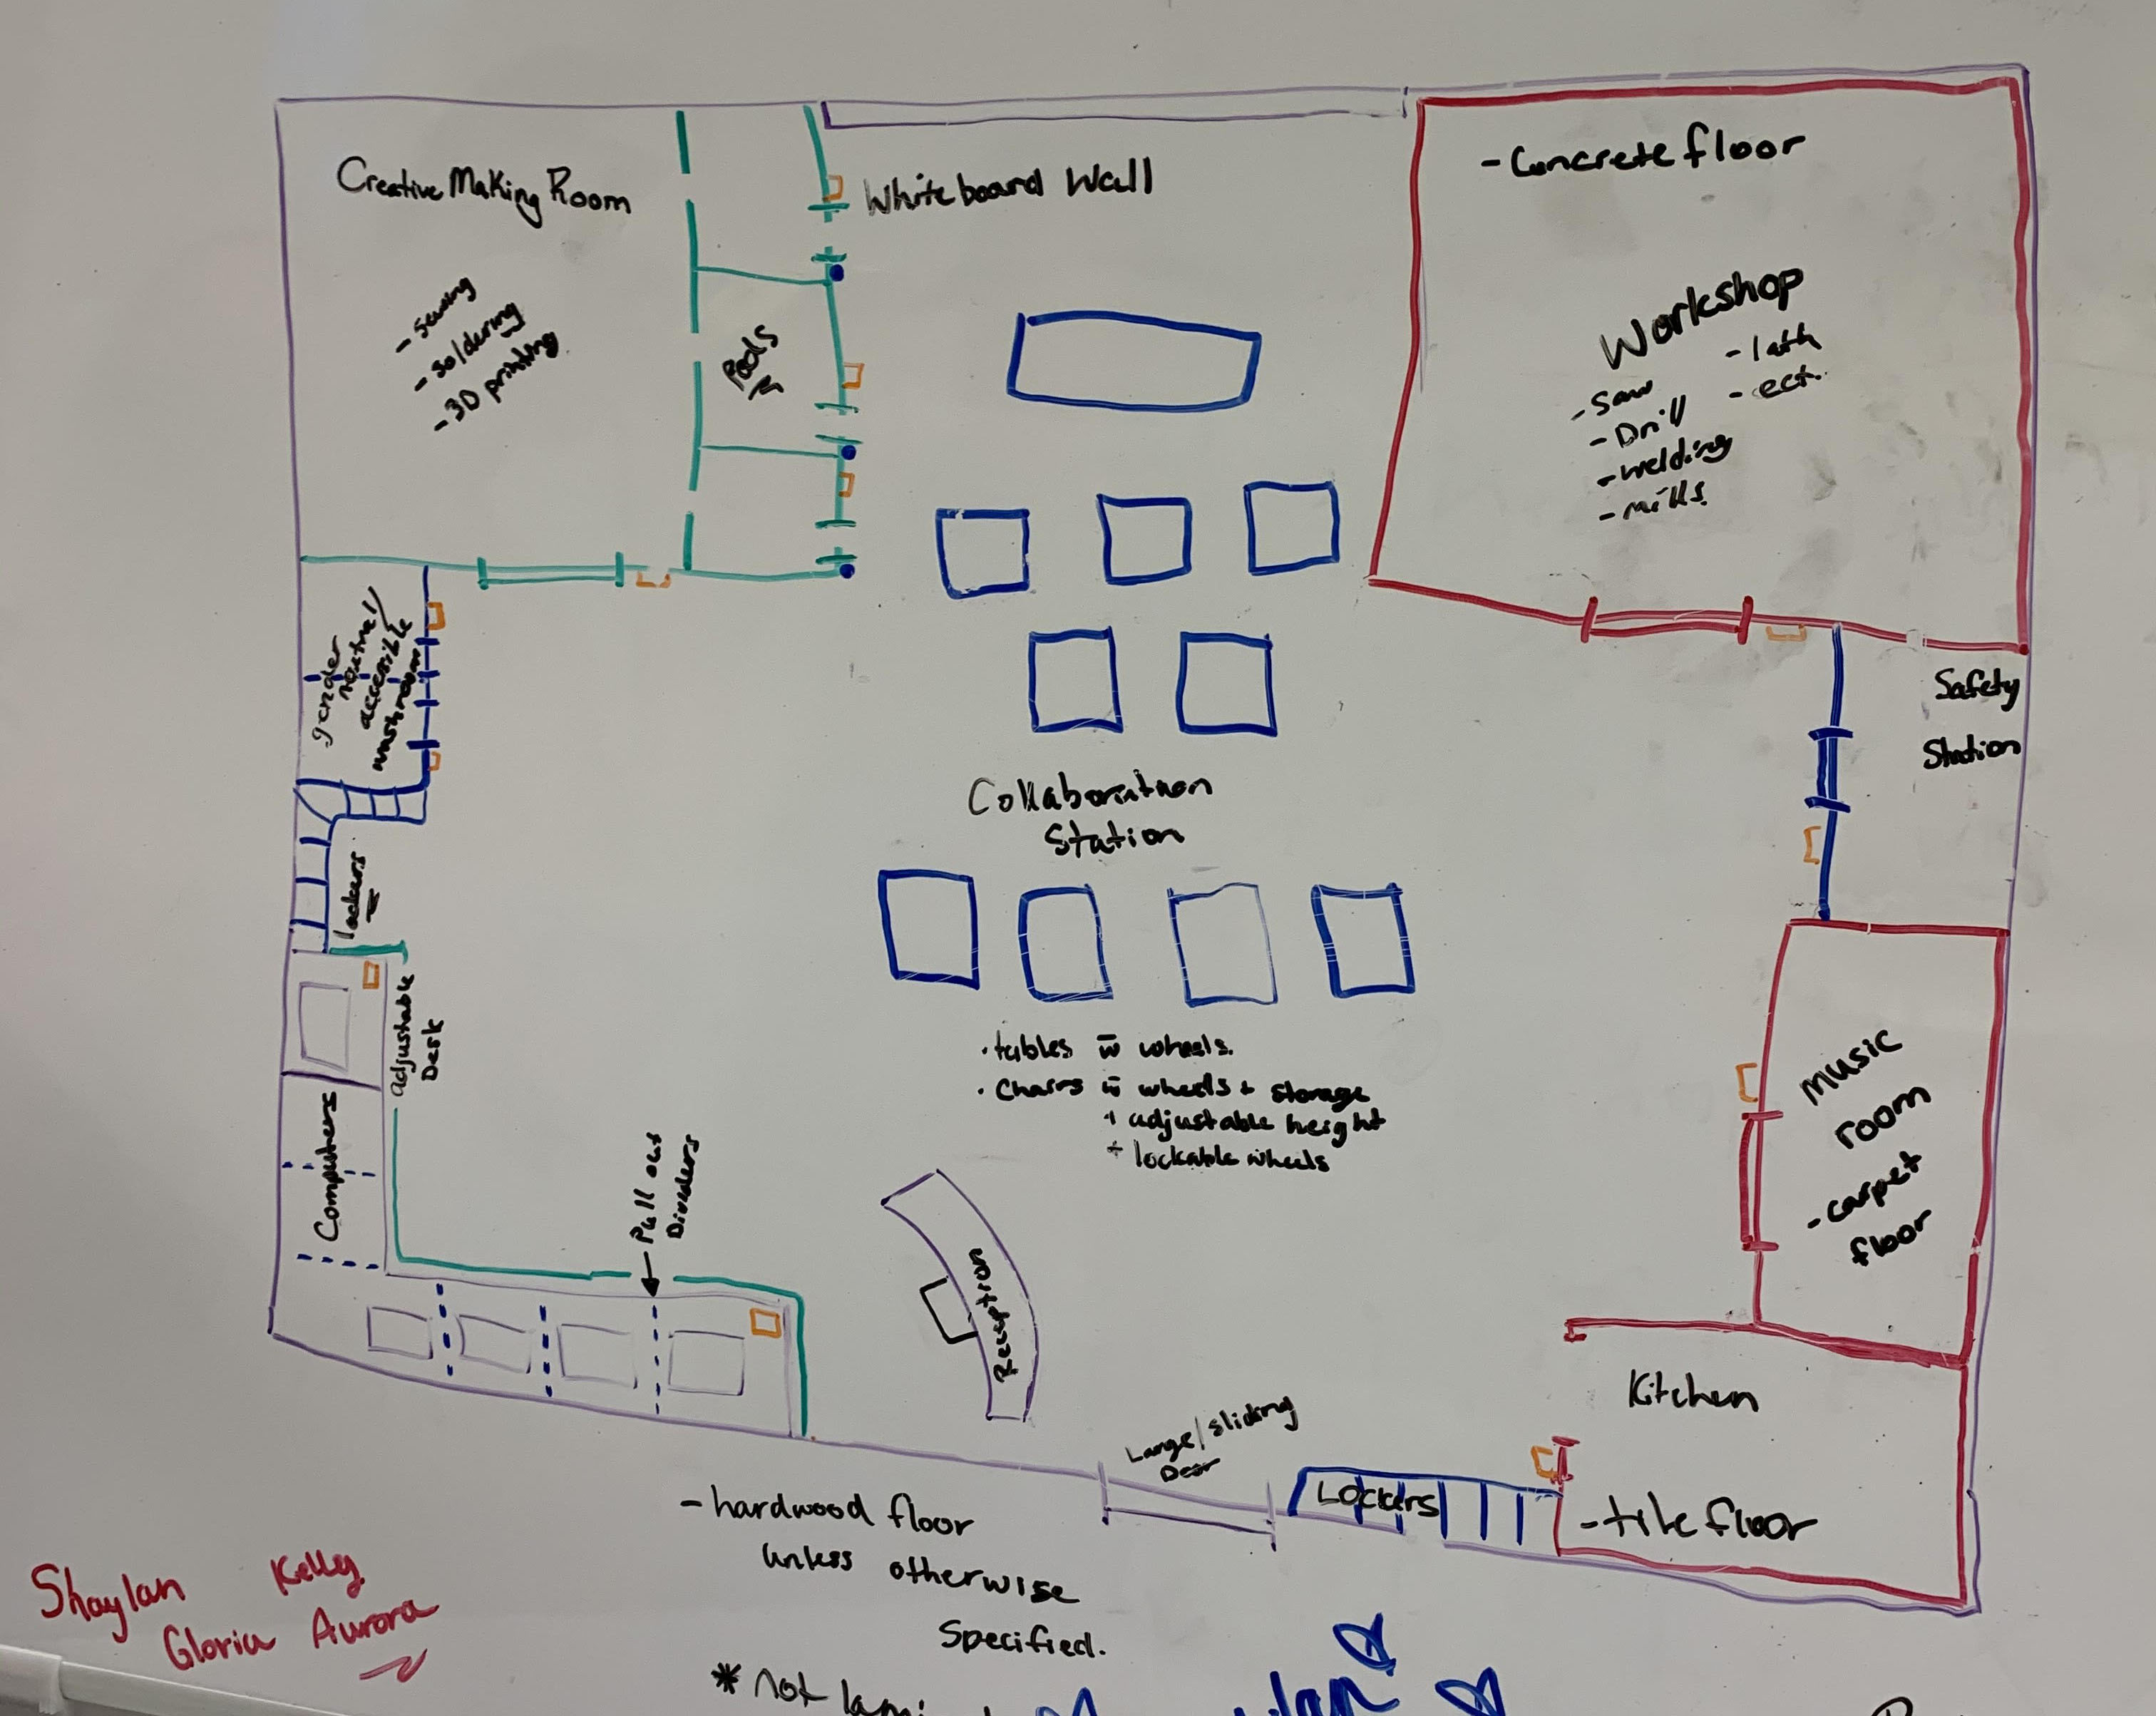 Creative Making Room
- sewing
- soldering
- 3D printing
Pods
Whiteboard Wall
- Concrete floor
Workshop
- Saw
- Drill
- welding
- mills
- lath
- ect.
Safety
Station
gender
neutral/
accessible
washroom
lockers
adjustable
Desk
Computers
Pull out
Dividers
Collaboration
Station
• tables w̄ wheels.
• Chairs w̄ wheels + storage
+ adjustable height
+ lockable wheels
Reception
music
room
- carpet
floor
Kitchen
- tile floor
Large/sliding
Door
Lockers
- hardwood floor
unless otherwise
Specified.
* not
Shaylan Kelly
Gloria Aurora